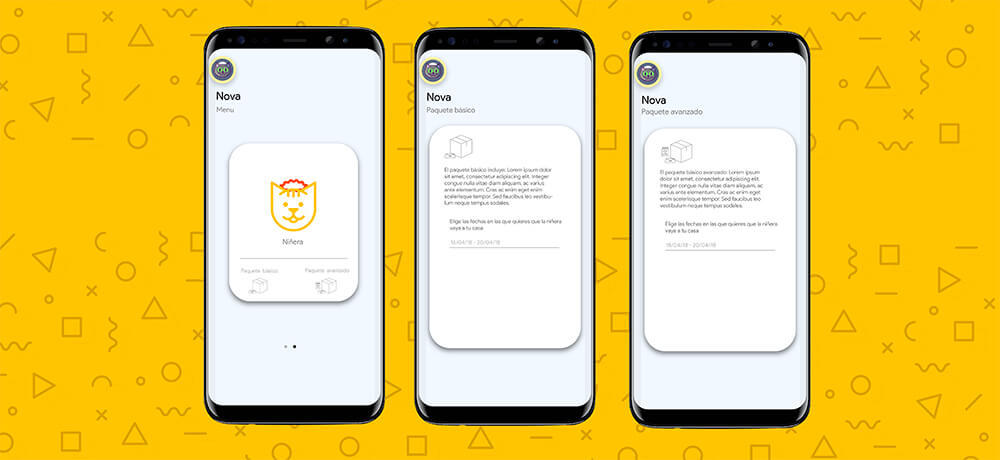 Nova
Menu
Niñera
Paquete básico
Paquete avanzado
Nova
Paquete básico
El paquete básico incluye: Lorem ipsum dolor
sit amet, consectetur adipiscing elit. Integer
congue nulla vitae diam aliquam, ac varius
ante elementum. Cras ac enim eget enim
scelerisque tempor. Sed faucibus leo vestibu-
lum neque tempus sodales.
Elige las fechas en las que quieres que la niñera
vaya a tu casa
18/04/18 - 20/04/18
Nova
Paquete avanzado
El paquete básico avanzado: Lorem ipsum
dolor sit amet, consectetur adipiscing elit.
Integer congue nulla vitae diam aliquam, ac
varius ante elementum. Cras ac enim eget
enim scelerisque tempor. Sed faucibus leo
vestibulum neque tempus sodales.
Elige las fechas en las que quieres que la niñera
vaya a tu casa
18/04/18 - 20/04/18